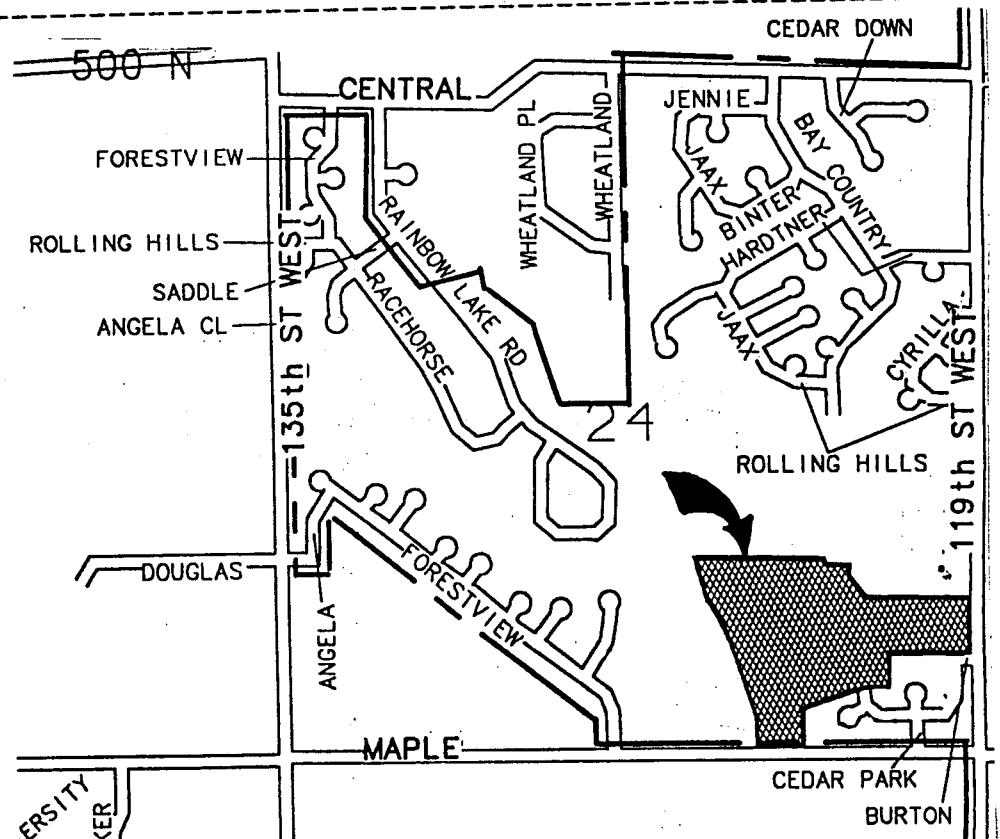 CEDAR DOWN
500 N
CENTRAL
JENNIE
WHEATLAND PL
WHEATLAND
BAY COUNTRY
FORESTVIEW
JAAX
BINTER
RAINBOW LAKE RD
HARDTNER
ROLLING HILLS
SADDLE
ANGELA CL
135th ST WEST
RACEHORSE
JAAX
CYRILLA
119th ST WEST
24
ROLLING HILLS
DOUGLAS
FORESTVIEW
ANGELA
MAPLE
CEDAR PARK
BURTON
ERSITY
KER